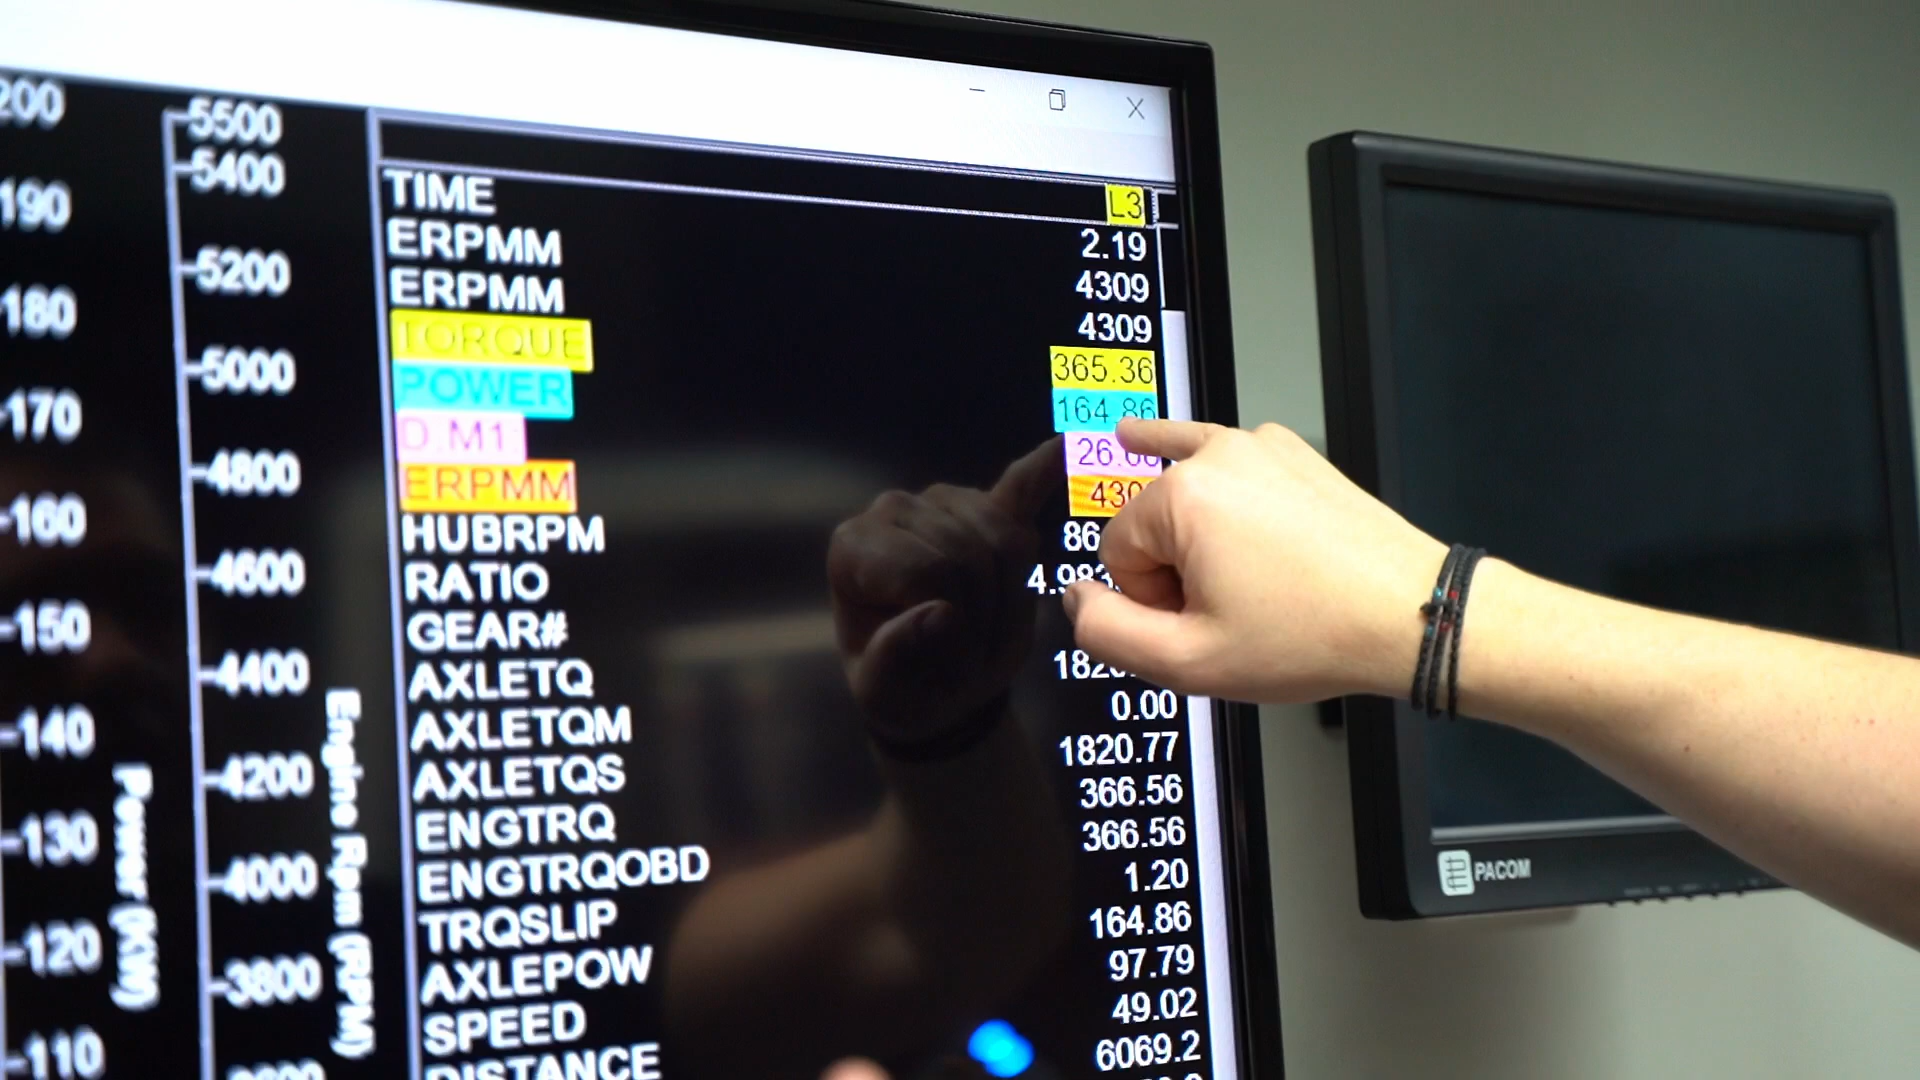 200
190
180
170
160
150
140
130
120
110
Power (KW)
5500
5400
5200
5000
4800
4600
4400
4200
4000
3800
Engine Rpm (RPM)
TIME L3
ERPMM 2.19
ERPMM 4309
TORQUE 4309
POWER 365.36
D.M1 164.86
ERPMM
HUBRPM
RATIO
GEAR#
AXLETQ
AXLETQM 0.00
AXLETQS 1820.77
ENGTRQ 366.56
ENGTRQOBD 366.56
TRQSLIP 1.20
AXLEPOW 164.86
SPEED 97.79
DISTANCE 49.02
6069.2
PACOM